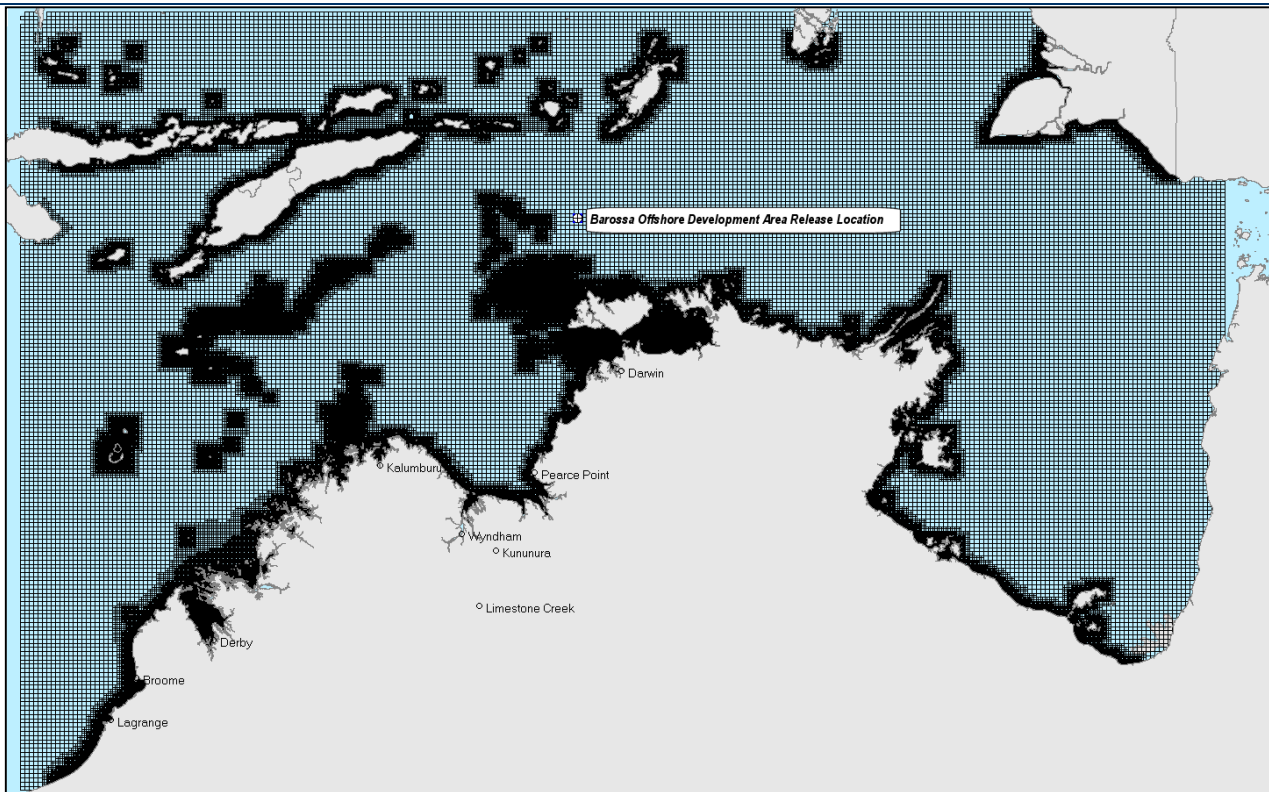 Barossa Offshore Development Area Release Location
Darwin
Kalumburu
Pearce Point
Wyndham
Kununura
Limestone Creek
Derby
Broome
Lagrange